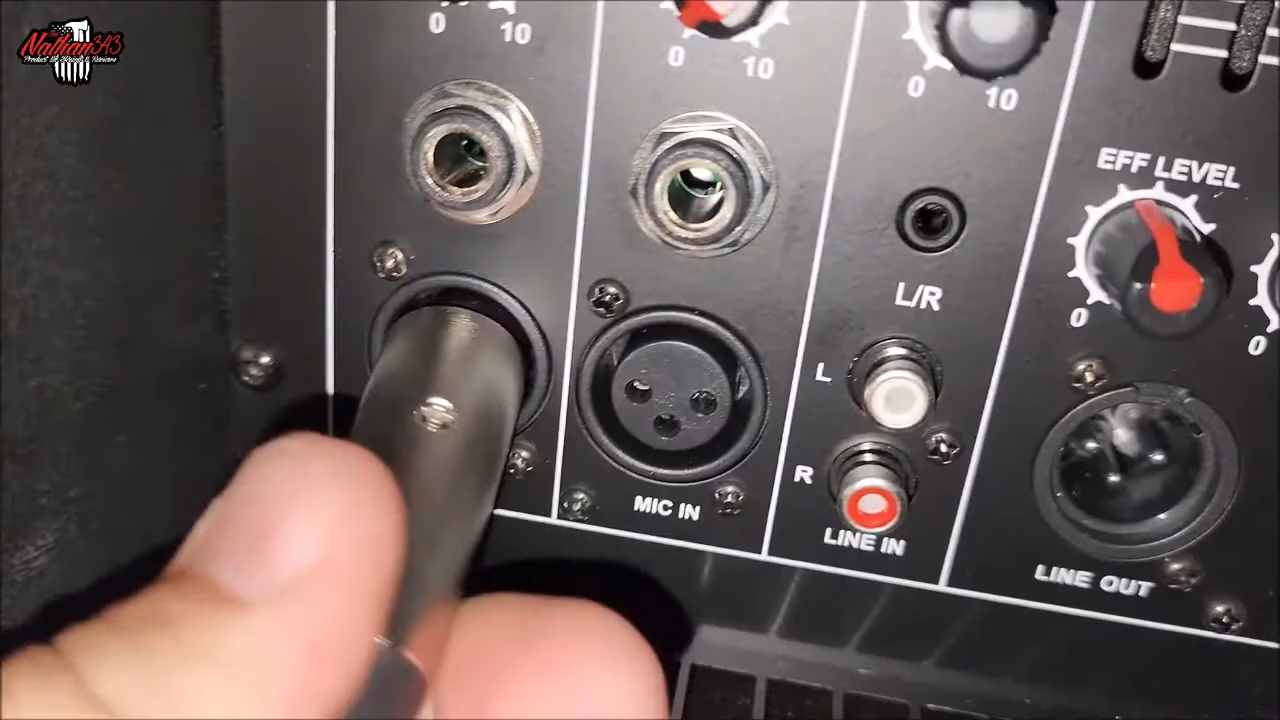 Nathan343
0 10
0 10
0 10
EFF LEVEL
0
0
L/R
L
R
MIC IN
LINE IN
LINE OUT